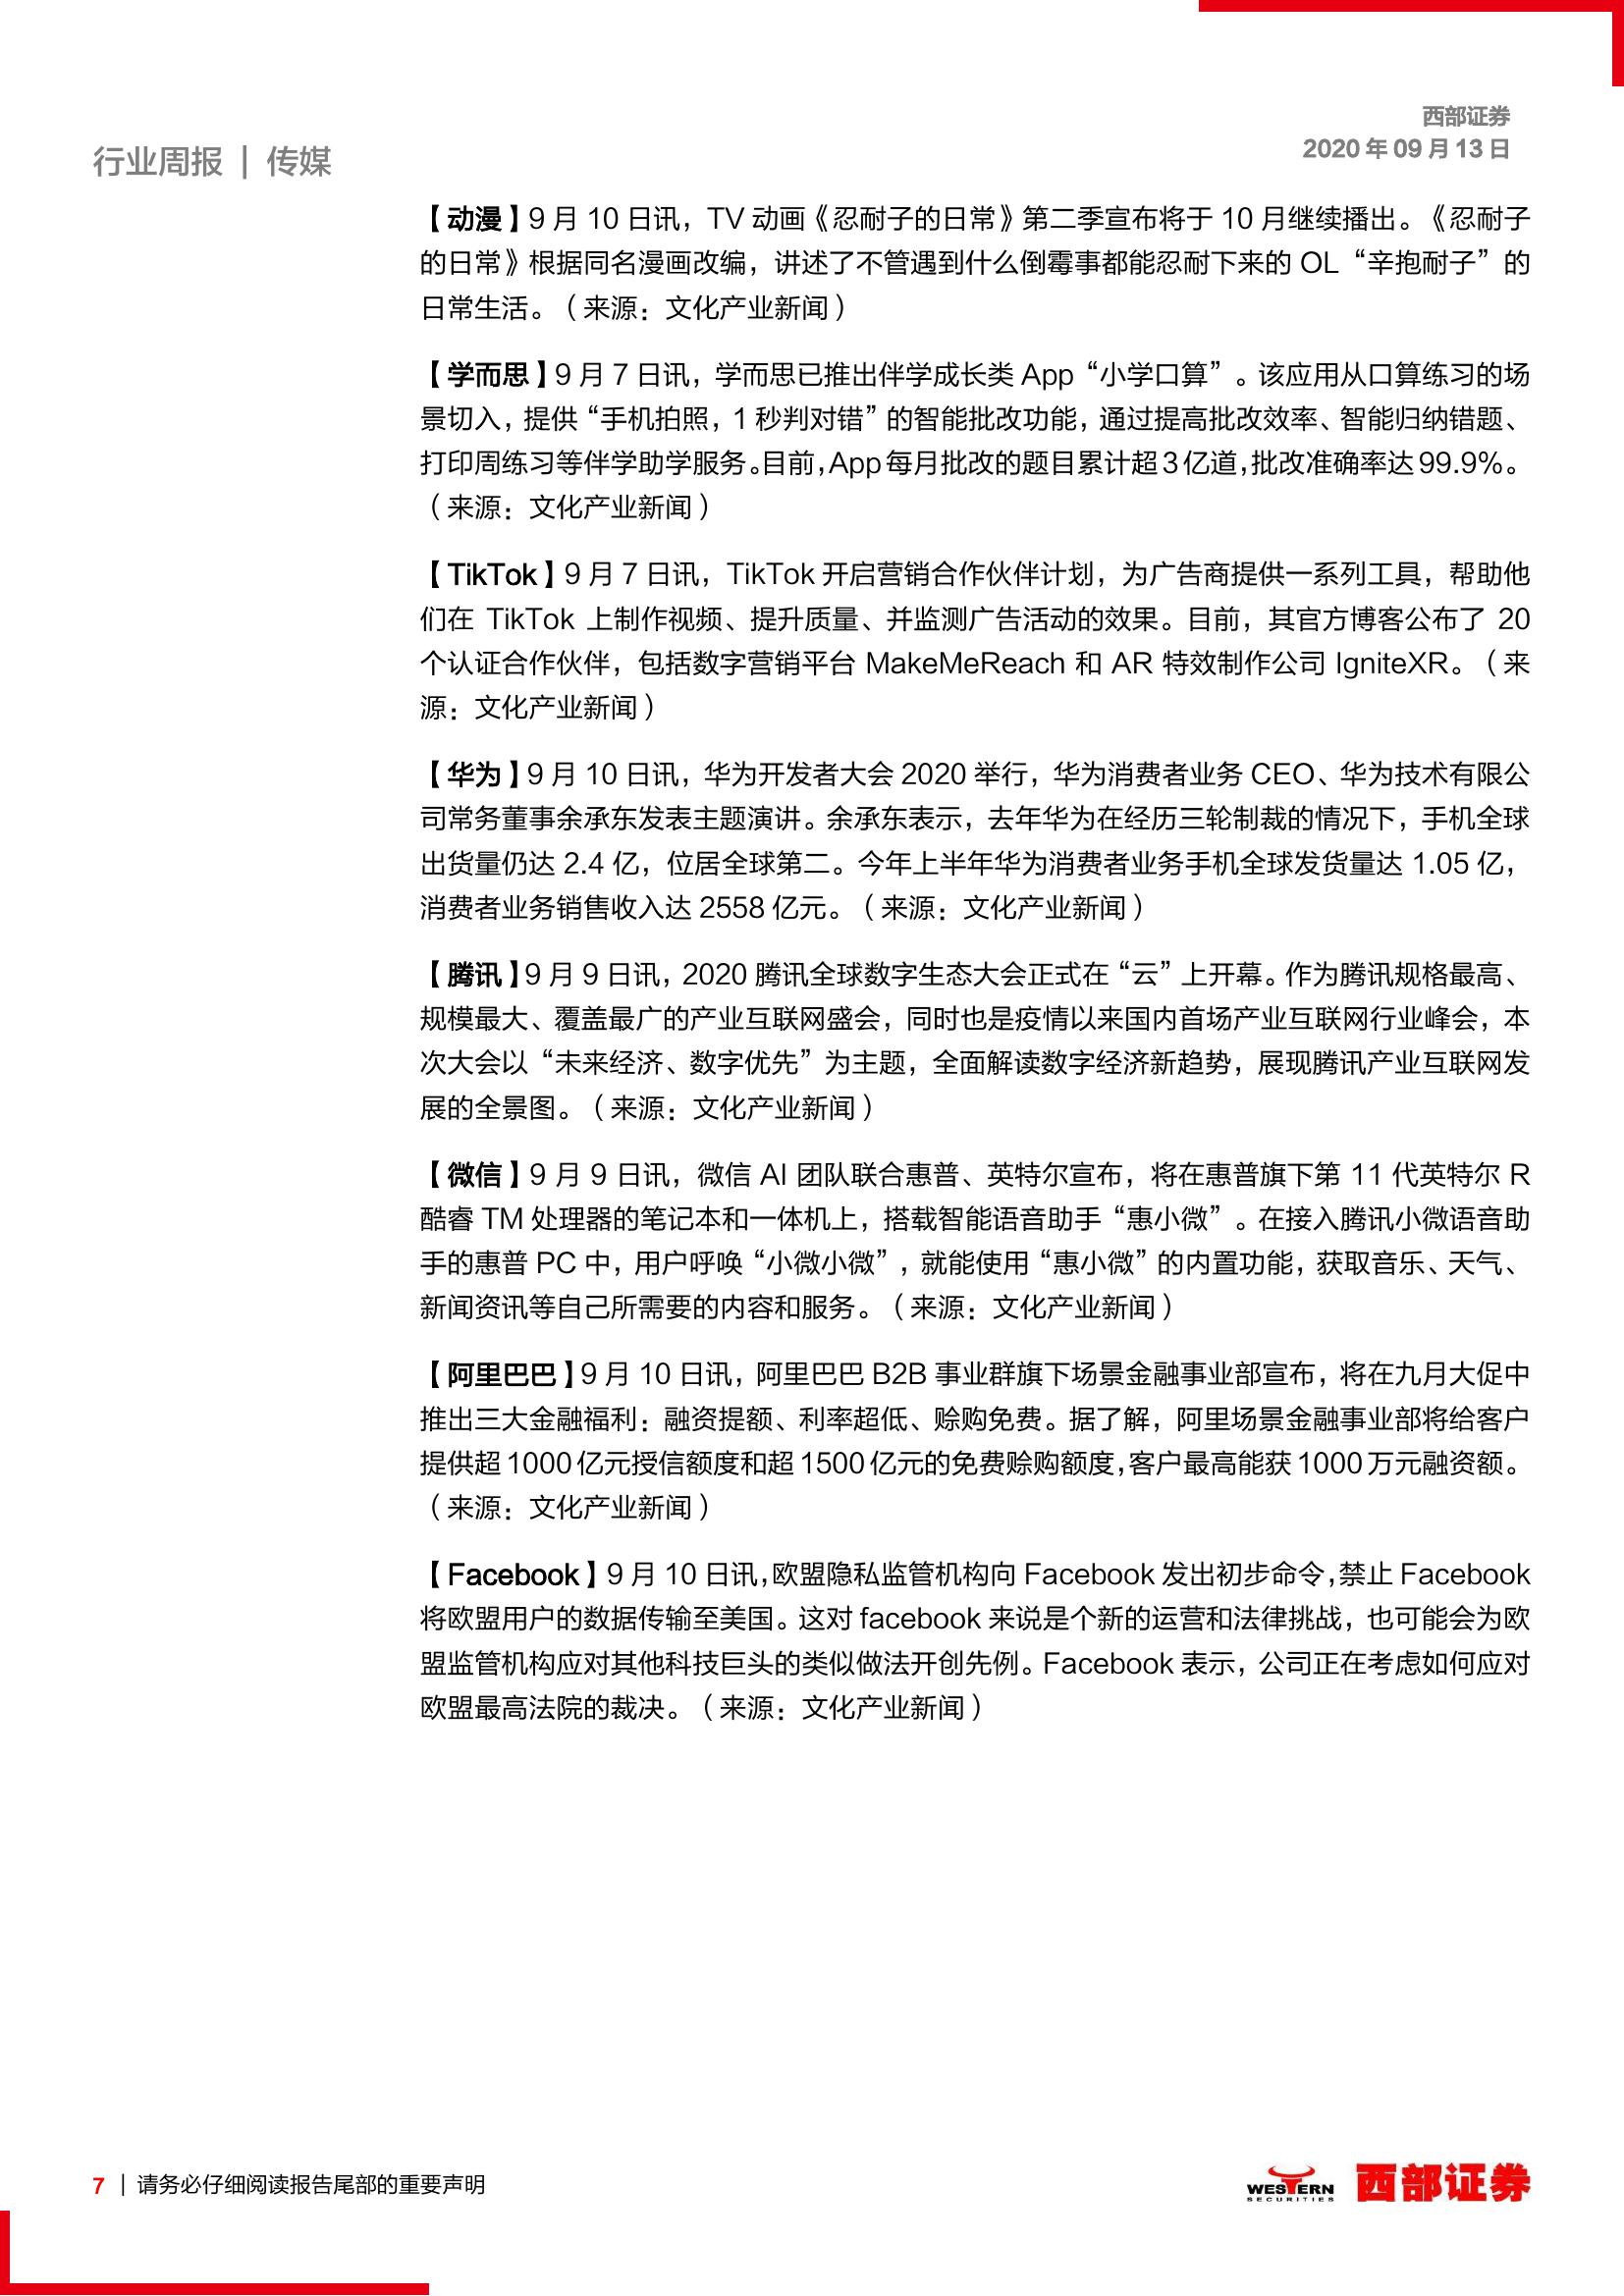 西部证券
2020 年 09 月 13 日
行业周报 | 传媒
【动漫】9 月 10 日讯，TV 动画《忍耐子的日常》第二季宣布将于 10 月继续播出。《忍耐子
的日常》根据同名漫画改编，讲述了不管遇到什么倒霉事都能忍耐下来的 OL“辛抱耐子”的
日常生活。（来源：文化产业新闻）
【学而思】9 月 7 日讯，学而思已推出伴学成长类 App“小学口算”。该应用从口算练习的场
景切入，提供“手机拍照，1 秒判对错”的智能批改功能，通过提高批改效率、智能归纳错题、
打印周练习等伴学助学服务。目前，App 每月批改的题目累计超 3 亿道，批改准确率达 99.9%。
（来源：文化产业新闻）
【TikTok】9 月 7 日讯，TikTok 开启营销合作伙伴计划，为广告商提供一系列工具，帮助他
们在 TikTok 上制作视频、提升质量、并监测广告活动的效果。目前，其官方博客公布了 20
个认证合作伙伴，包括数字营销平台 MakeMeReach 和 AR 特效制作公司 IgniteXR。（来
源：文化产业新闻）
【华为】9 月 10 日讯，华为开发者大会 2020 举行，华为消费者业务 CEO、华为技术有限公
司常务董事余承东发表主题演讲。余承东表示，去年华为在经历三轮制裁的情况下，手机全球
出货量仍达 2.4 亿，位居全球第二。今年上半年华为消费者业务手机全球发货量达 1.05 亿，
消费者业务销售收入达 2558 亿元。（来源：文化产业新闻）
【腾讯】9 月 9 日讯，2020 腾讯全球数字生态大会正式在“云”上开幕。作为腾讯规格最高、
规模最大、覆盖最广的产业互联网盛会，同时也是疫情以来国内首场产业互联网行业峰会，本
次大会以“未来经济、数字优先”为主题，全面解读数字经济新趋势，展现腾讯产业互联网发
展的全景图。（来源：文化产业新闻）
【微信】9 月 9 日讯，微信 AI 团队联合惠普、英特尔宣布，将在惠普旗下第 11 代英特尔 R
酷睿 TM 处理器的笔记本和一体机上，搭载智能语音助手“惠小微”。在接入腾讯小微语音助
手的惠普 PC 中，用户呼唤“小微小微”，就能使用“惠小微”的内置功能，获取音乐、天气、
新闻资讯等自己所需要的内容和服务。（来源：文化产业新闻）
【阿里巴巴】9 月 10 日讯，阿里巴巴 B2B 事业群旗下场景金融事业部宣布，将在九月大促中
推出三大金融福利：融资提额、利率超低、赊购免费。据了解，阿里场景金融事业部将给客户
提供超 1000 亿元授信额度和超 1500 亿元的免费赊购额度，客户最高能获 1000 万元融资额。
（来源：文化产业新闻）
【Facebook】9 月 10 日讯，欧盟隐私监管机构向 Facebook 发出初步命令，禁止 Facebook
将欧盟用户的数据传输至美国。这对 facebook 来说是个新的运营和法律挑战，也可能会为欧
盟监管机构应对其他科技巨头的类似做法开创先例。Facebook 表示，公司正在考虑如何应对
欧盟最高法院的裁决。（来源：文化产业新闻）
7 | 请务必仔细阅读报告尾部的重要声明
WESTERN
SECURITIES
西部证券